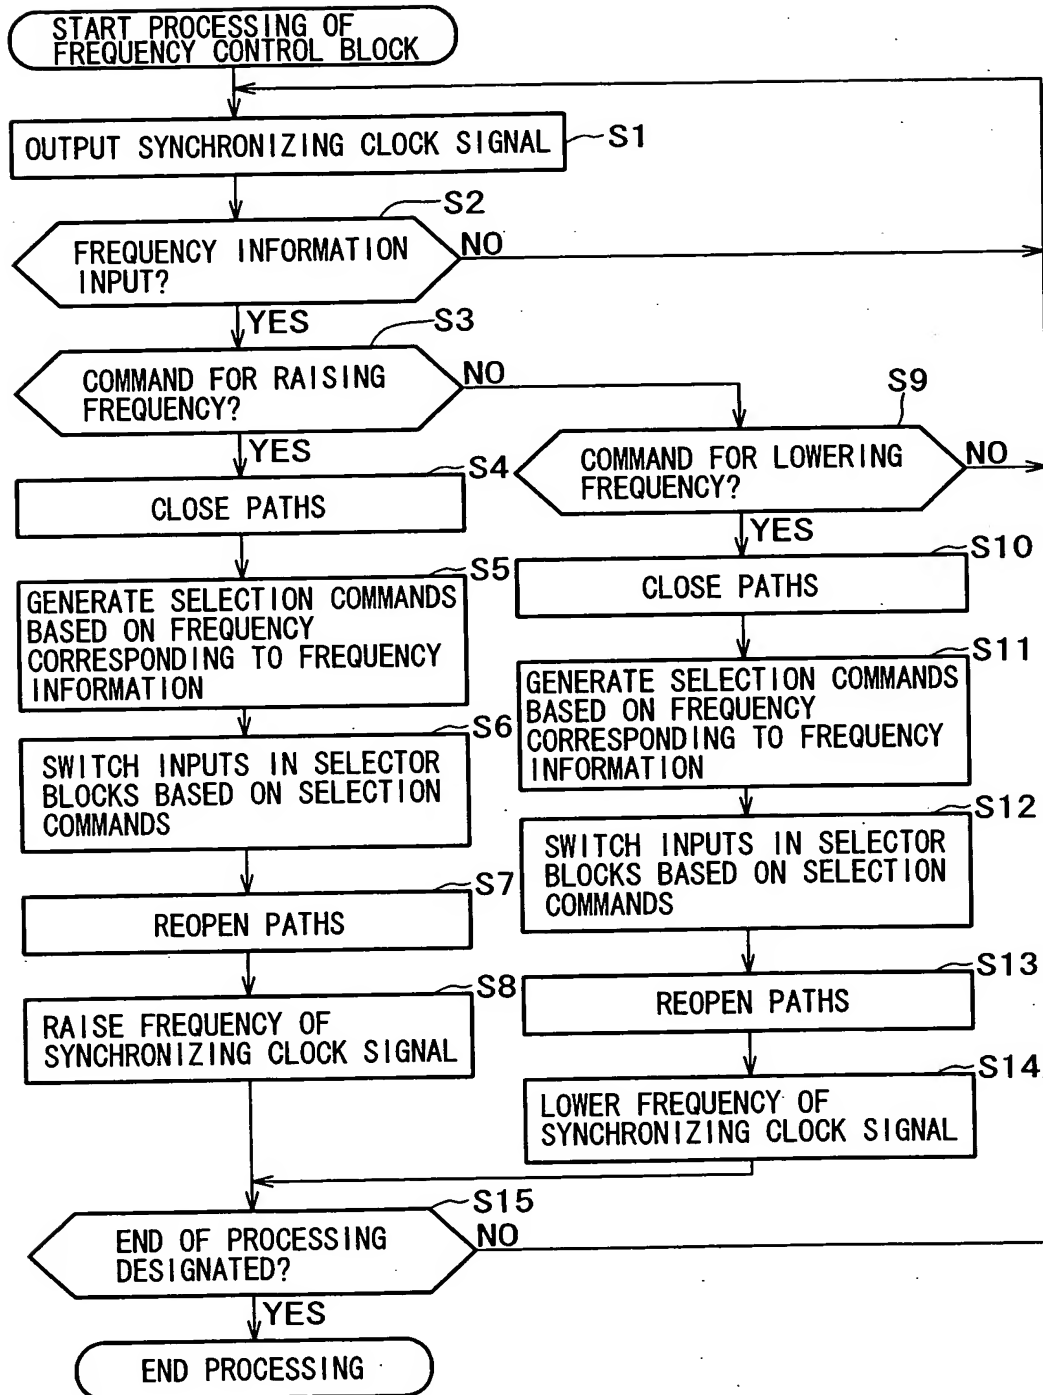 START PROCESSING OF
FREQUENCY CONTROL BLOCK
OUTPUT SYNCHRONIZING CLOCK SIGNAL
S1
S2
FREQUENCY INFORMATION
INPUT?
NO
YES
S3
COMMAND FOR RAISING
FREQUENCY?
NO
YES
S4
CLOSE PATHS
S5
GENERATE SELECTION COMMANDS
BASED ON FREQUENCY
CORRESPONDING TO FREQUENCY
INFORMATION
S6
SWITCH INPUTS IN SELECTOR
BLOCKS BASED ON SELECTION
COMMANDS
S7
REOPEN PATHS
S8
RAISE FREQUENCY OF
SYNCHRONIZING CLOCK SIGNAL
S9
COMMAND FOR LOWERING
FREQUENCY?
NO
YES
S10
CLOSE PATHS
S11
GENERATE SELECTION COMMANDS
BASED ON FREQUENCY
CORRESPONDING TO FREQUENCY
INFORMATION
S12
SWITCH INPUTS IN SELECTOR
BLOCKS BASED ON SELECTION
COMMANDS
S13
REOPEN PATHS
S14
LOWER FREQUENCY OF
SYNCHRONIZING CLOCK SIGNAL
S15
END OF PROCESSING
DESIGNATED?
NO
YES
END PROCESSING